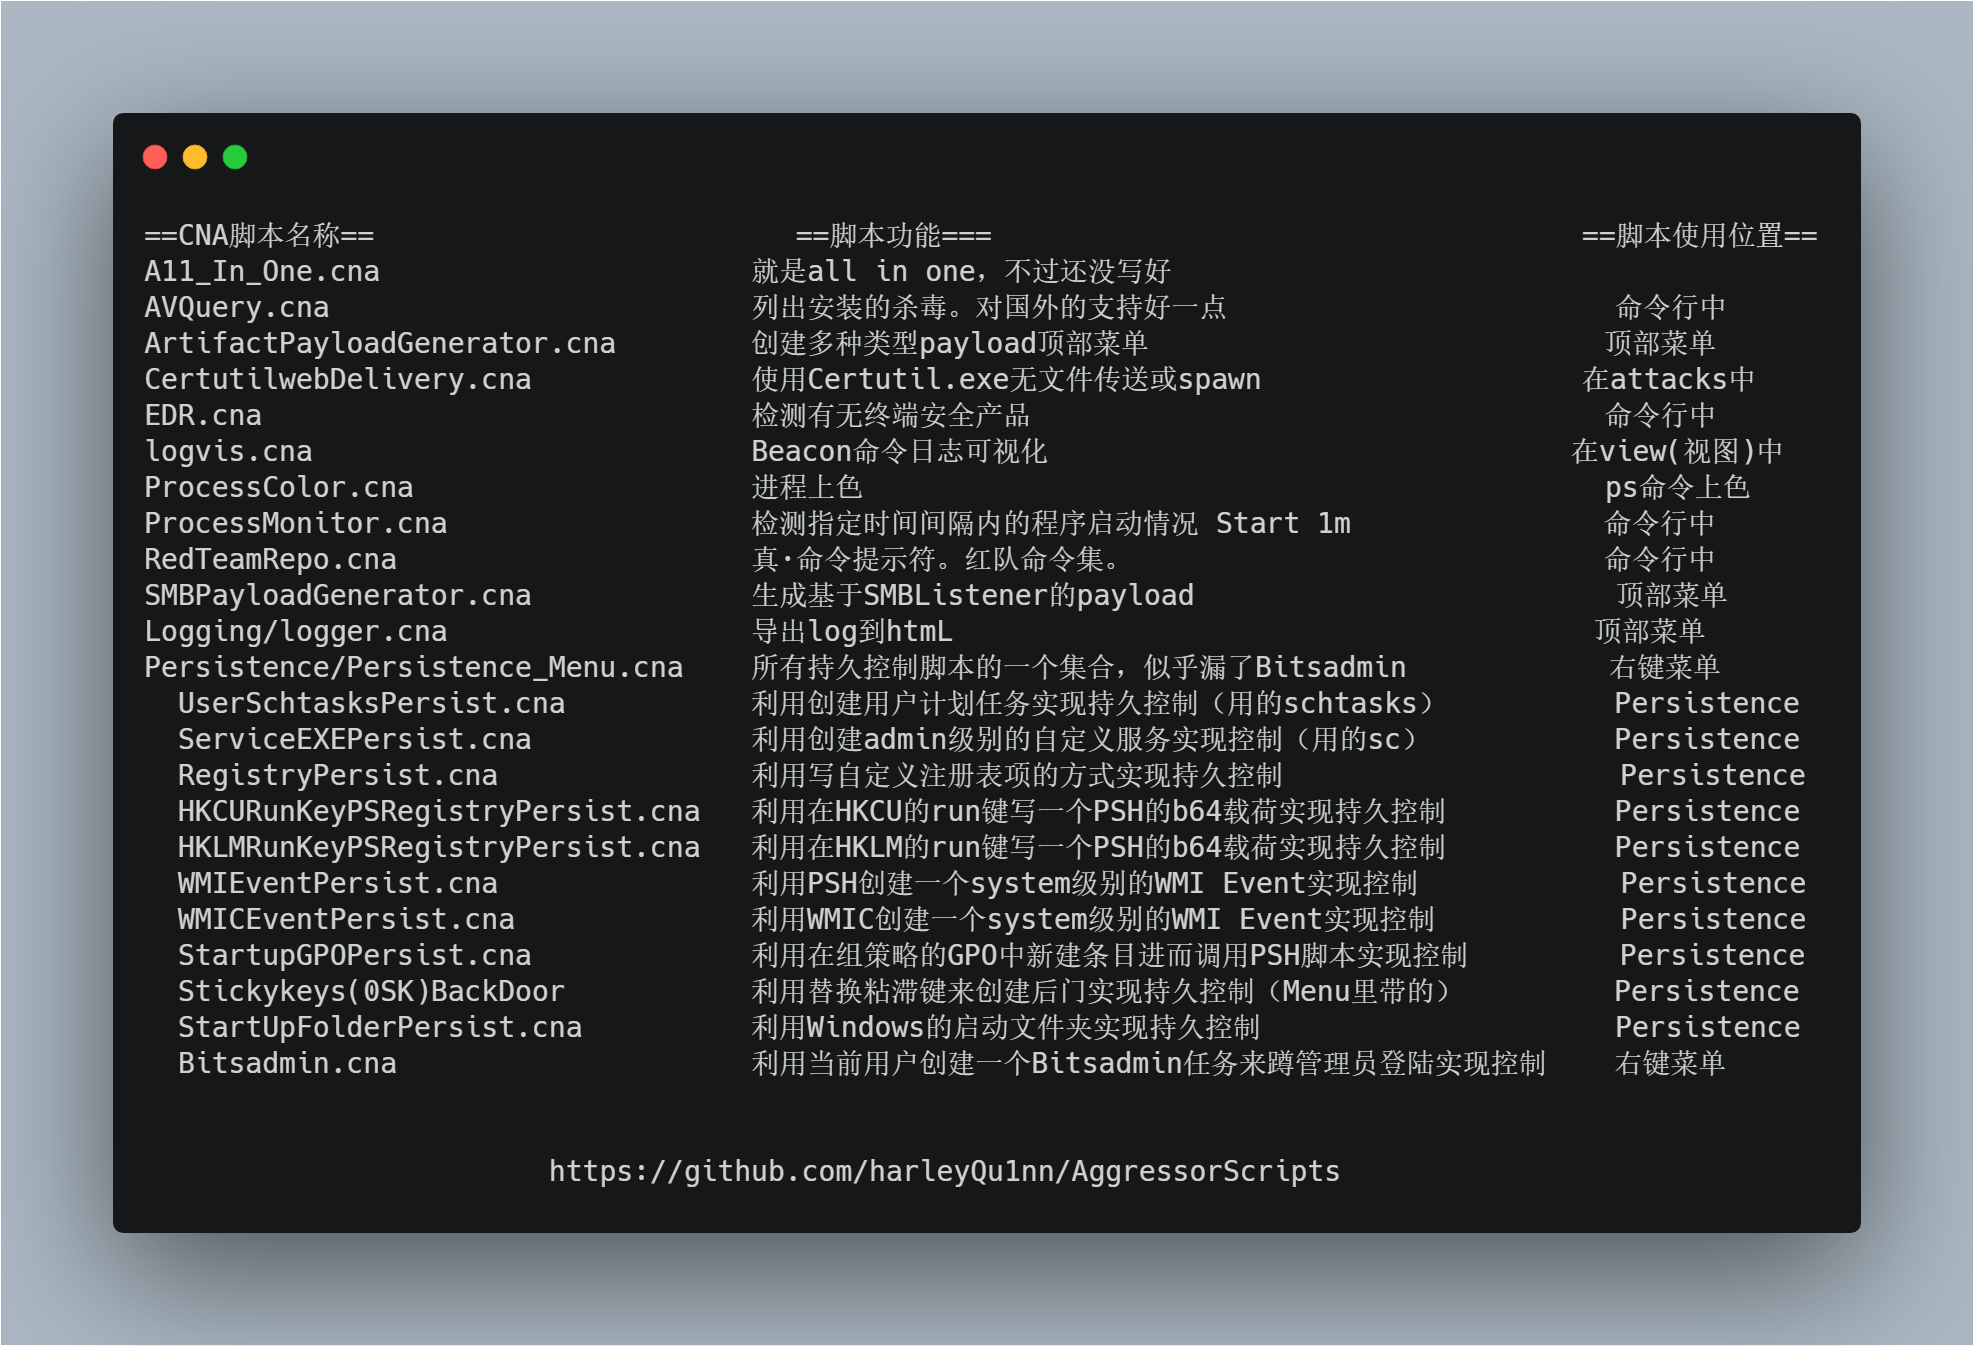 ==CNA脚本名称== ==脚本功能=== ==脚本使用位置==
A11_In_One.cna 就是all in one，不过还没写好
AVQuery.cna 列出安装的杀毒。对国外的支持好一点 命令行中
ArtifactPayloadGenerator.cna 创建多种类型payload顶部菜单 顶部菜单
CertutilwebDelivery.cna 使用Certutil.exe无文件传送或spawn 在attacks中
EDR.cna 检测有无终端安全产品 命令行中
logvis.cna Beacon命令日志可视化 在view(视图)中
ProcessColor.cna 进程上色 ps命令上色
ProcessMonitor.cna 检测指定时间间隔内的程序启动情况 Start 1m 命令行中
RedTeamRepo.cna 真·命令提示符。红队命令集。 命令行中
SMBPayloadGenerator.cna 生成基于SMBListener的payload 顶部菜单
Logging/logger.cna 导出log到htmL 顶部菜单
Persistence/Persistence_Menu.cna 所有持久控制脚本的一个集合，似乎漏了Bitsadmin 右键菜单
UserSchtasksPersist.cna 利用创建用户计划任务实现持久控制（用的schtasks） Persistence
ServiceEXEPersist.cna 利用创建admin级别的自定义服务实现控制（用的sc） Persistence
RegistryPersist.cna 利用写自定义注册表项的方式实现持久控制 Persistence
HKCURunKeyPSRegistryPersist.cna 利用在HKCU的run键写一个PSH的b64载荷实现持久控制 Persistence
HKLMRunKeyPSRegistryPersist.cna 利用在HKLM的run键写一个PSH的b64载荷实现持久控制 Persistence
WMIEventPersist.cna 利用PSH创建一个system级别的WMI Event实现控制 Persistence
WMICEventPersist.cna 利用WMIC创建一个system级别的WMI Event实现控制 Persistence
StartupGPOPersist.cna 利用在组策略的GPO中新建条目进而调用PSH脚本实现控制 Persistence
Stickykeys(0SK)BackDoor 利用替换粘滞键来创建后门实现持久控制（Menu里带的） Persistence
StartUpFolderPersist.cna 利用Windows的启动文件夹实现持久控制 Persistence
Bitsadmin.cna 利用当前用户创建一个Bitsadmin任务来蹲管理员登陆实现控制 右键菜单
https://github.com/harleyQu1nn/AggressorScripts